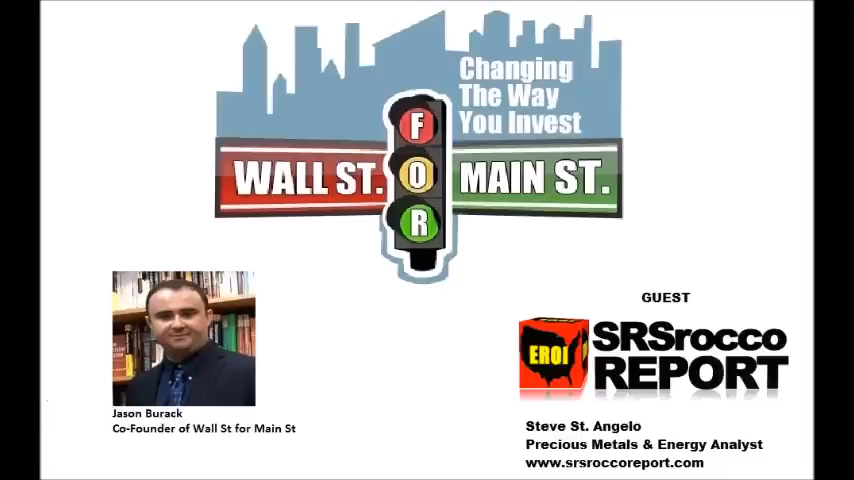 Changing
The Way
You Invest
WALL ST.
F
O
R
MAIN ST.
GUEST
EROI
SRSrocco
REPORT
Jason Burack
Co-Founder of Wall St for Main St
Steve St. Angelo
Precious Metals & Energy Analyst
www.srsroccoreport.com